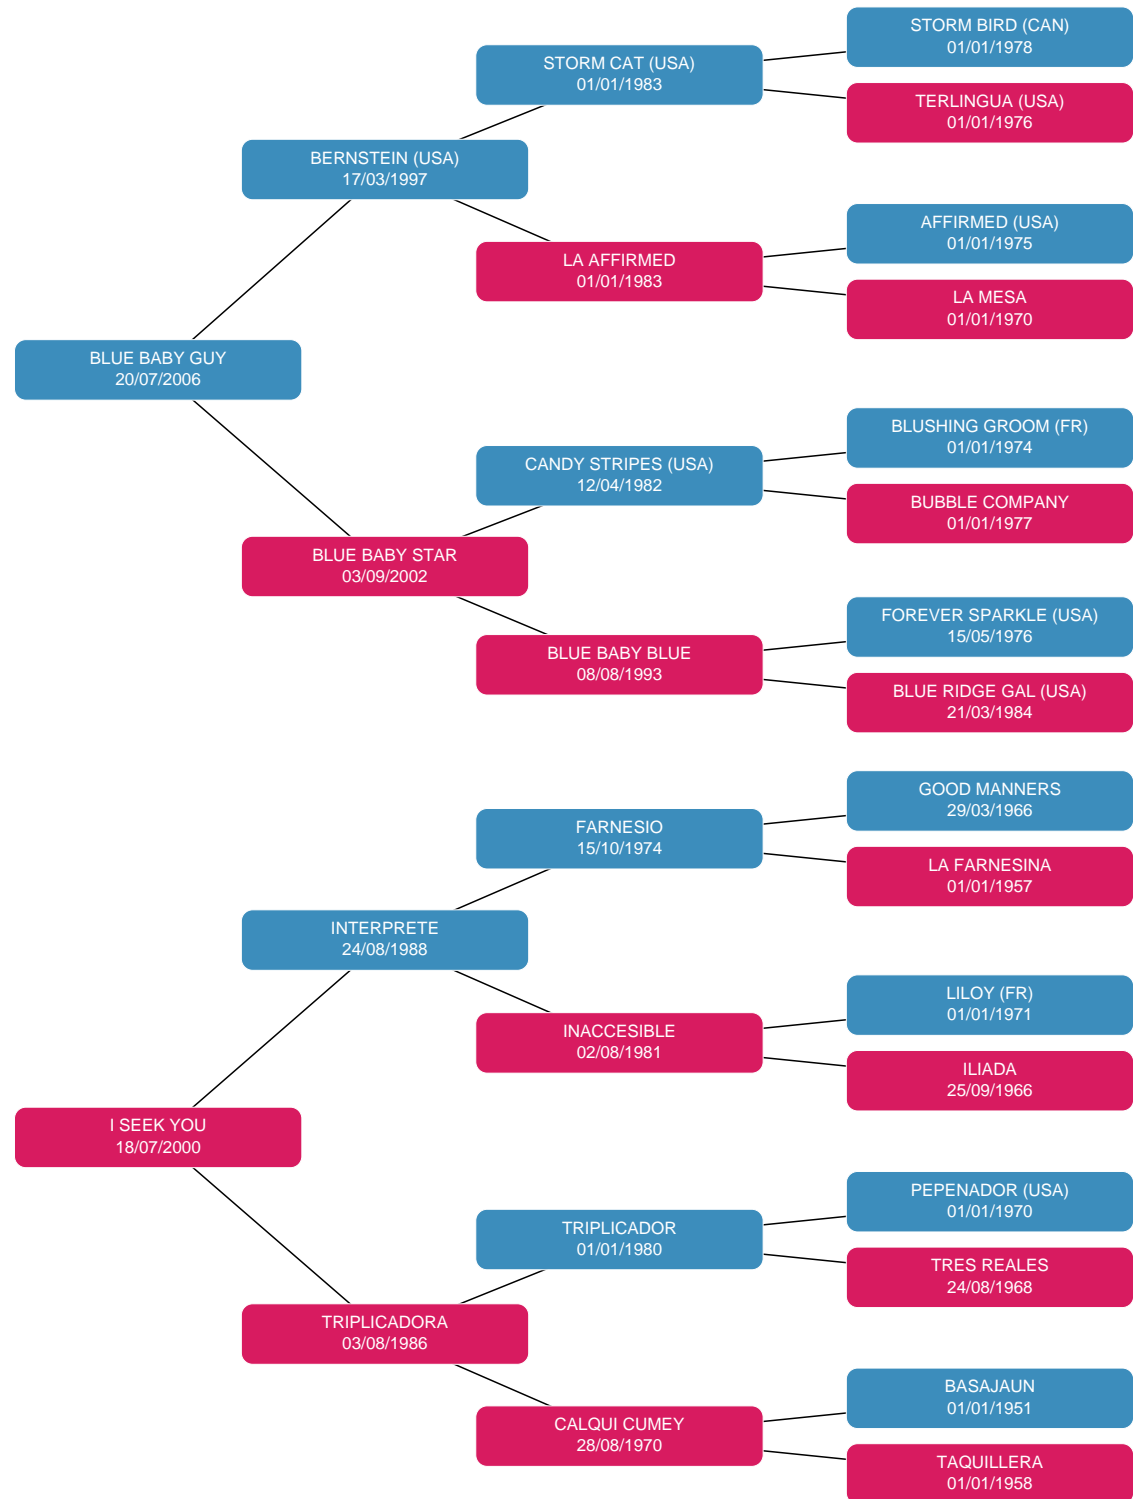 STORM BIRD (CAN)
01/01/1978
STORM CAT (USA)
01/01/1983
TERLINGUA (USA)
01/01/1976
BERNSTEIN (USA)
17/03/1997
AFFIRMED (USA)
01/01/1975
LA AFFIRMED
01/01/1983
LA MESA
01/01/1970
BLUE BABY GUY
20/07/2006
BLUSHING GROOM (FR)
01/01/1974
CANDY STRIPES (USA)
12/04/1982
BUBBLE COMPANY
01/01/1977
BLUE BABY STAR
03/09/2002
FOREVER SPARKLE (USA)
15/05/1976
BLUE BABY BLUE
08/08/1993
BLUE RIDGE GAL (USA)
21/03/1984
GOOD MANNERS
29/03/1966
FARNESIO
15/10/1974
LA FARNESINA
01/01/1957
INTERPRETE
24/08/1988
LILOY (FR)
01/01/1971
INACCESIBLE
02/08/1981
ILIADA
25/09/1966
I SEEK YOU
18/07/2000
PEPENADOR (USA)
01/01/1970
TRIPLICADOR
01/01/1980
TRES REALES
24/08/1968
TRIPLICADORA
03/08/1986
BASAJAUN
01/01/1951
CALQUI CUMEY
28/08/1970
TAQUILLERA
01/01/1958